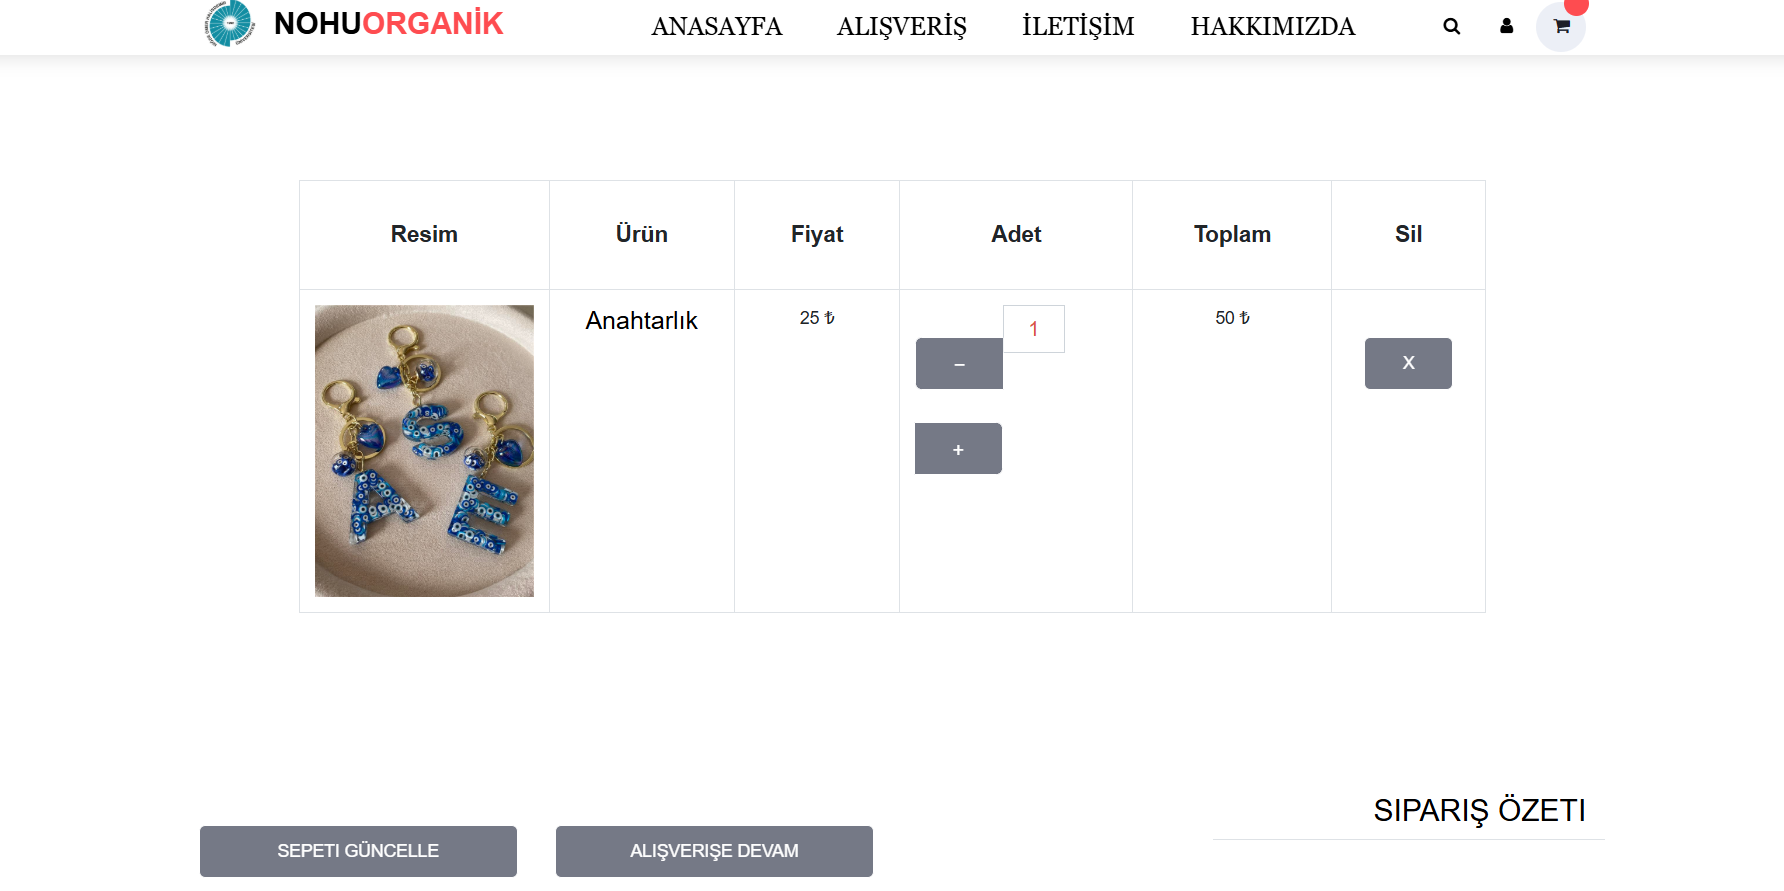 NOHUORGANİK ANASAYFA ALIŞVERİŞ İLETİŞİM HAKKIMIZDA
Resim Ürün Fiyat Adet Toplam Sil
Anahtarlık 25 ₺ 1 50 ₺
− X
+
S
A E
SIPARIŞ ÖZETI
SEPETI GÜNCELLE ALIŞVERIŞE DEVAM